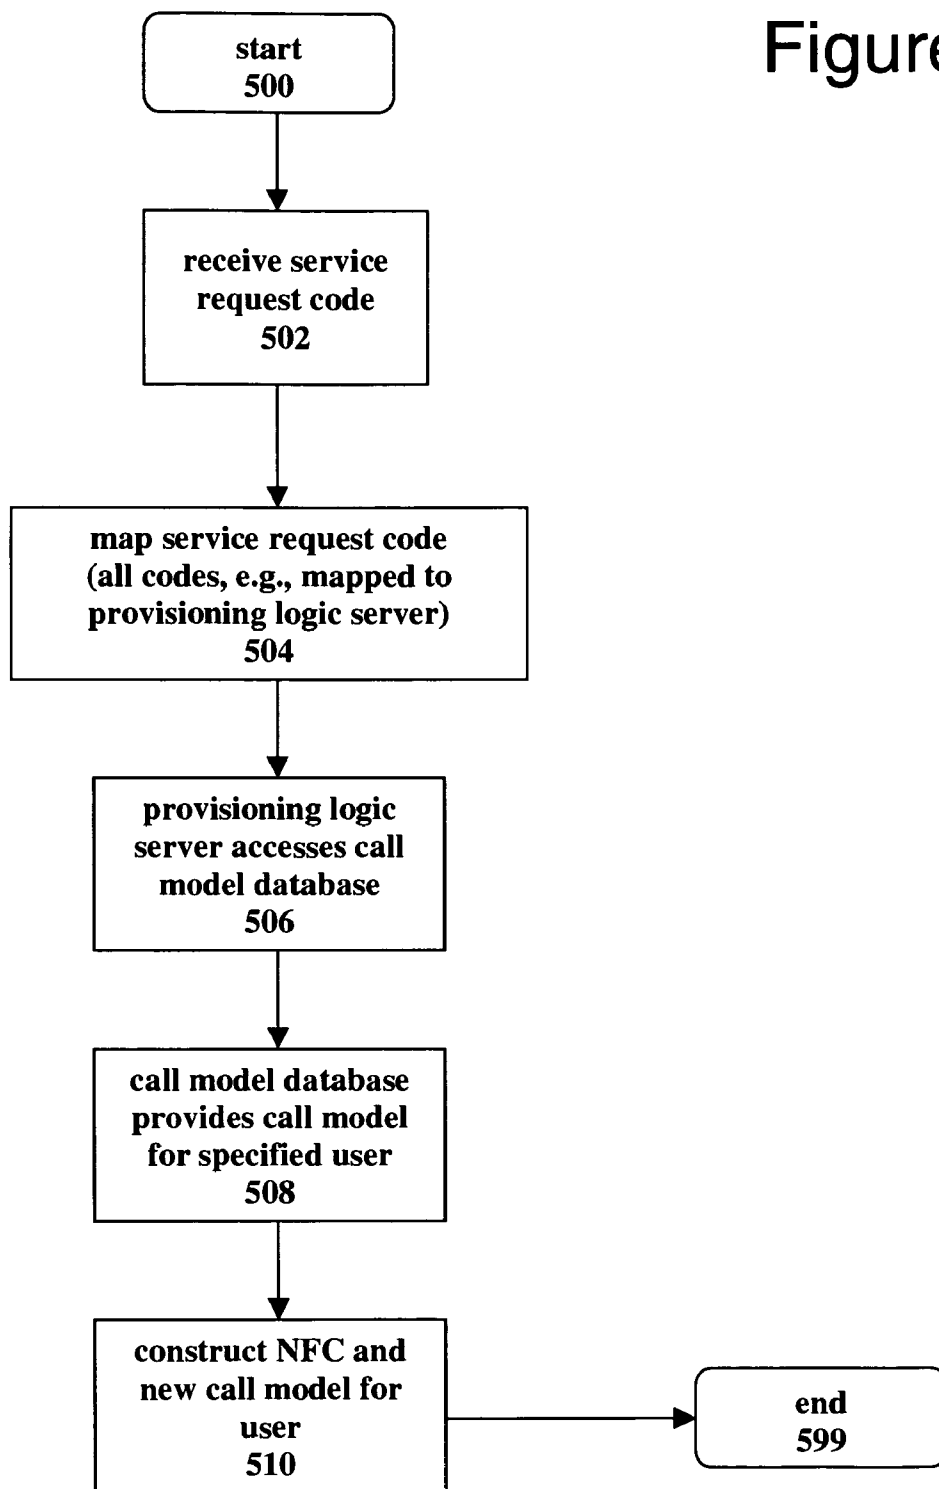 Figure
start
500
receive service
request code
502
map service request code
(all codes, e.g., mapped to
provisioning logic server)
504
provisioning logic
server accesses call
model database
506
call model database
provides call model
for specified user
508
construct NFC and
new call model for
user
510
end
599